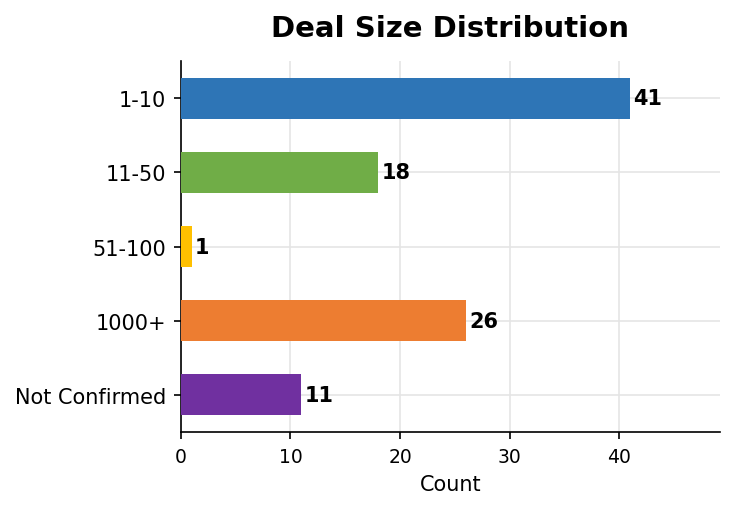 Deal Size Distribution
1-10 41
11-50 18
51-100 1
1000+ 26
Not Confirmed 11
0 10 20 30 40
Count